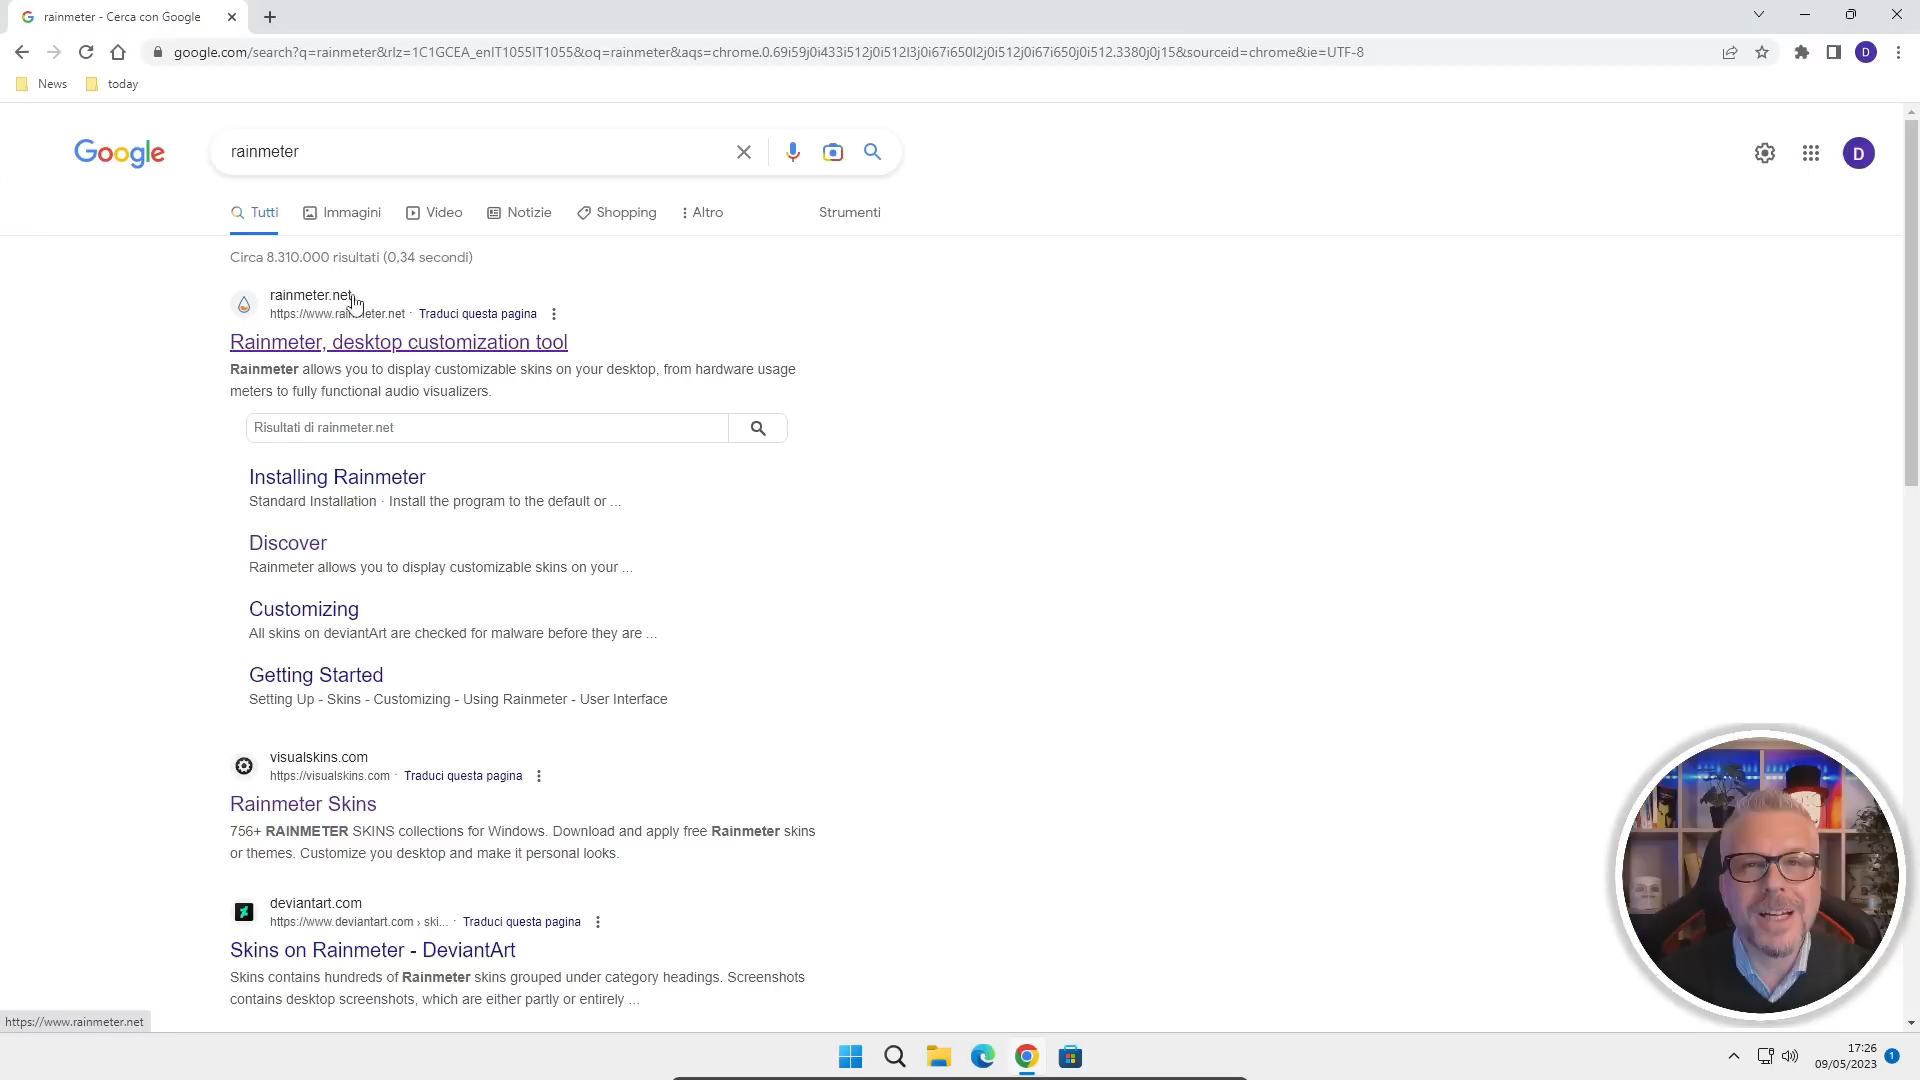 rainmeter - Cerca con Google
google.com/search?q=rainmeter&rlz=1C1GCEA_enIT1055IT1055&oq=rainmeter&aqs=chrome.0.69i59j0i433i512j0i512l3j0i67i650l2j0i512j0i67i650j0i512.3380j0j15&sourceid=chrome&ie=UTF-8
D
News today
Google
rainmeter
D
Tutti Immagini Video Notizie Shopping Altro Strumenti
Circa 8.310.000 risultati (0,34 secondi)
rainmeter.net
https://www.rainmeter.net · Traduci questa pagina
Rainmeter, desktop customization tool
Rainmeter allows you to display customizable skins on your desktop, from hardware usage
meters to fully functional audio visualizers.
Risultati di rainmeter.net
Installing Rainmeter
Standard Installation · Install the program to the default or ...
Discover
Rainmeter allows you to display customizable skins on your ...
Customizing
All skins on deviantArt are checked for malware before they are ...
Getting Started
Setting Up - Skins - Customizing - Using Rainmeter - User Interface
visualskins.com
https://visualskins.com · Traduci questa pagina
Rainmeter Skins
756+ RAINMETER SKINS collections for Windows. Download and apply free Rainmeter skins
or themes. Customize you desktop and make it personal looks.
deviantart.com
https://www.deviantart.com › ski... · Traduci questa pagina
Skins on Rainmeter - DeviantArt
Skins contains hundreds of Rainmeter skins grouped under category headings. Screenshots
contains desktop screenshots, which are either partly or entirely ...
https://www.rainmeter.net
17:26
09/05/2023
1